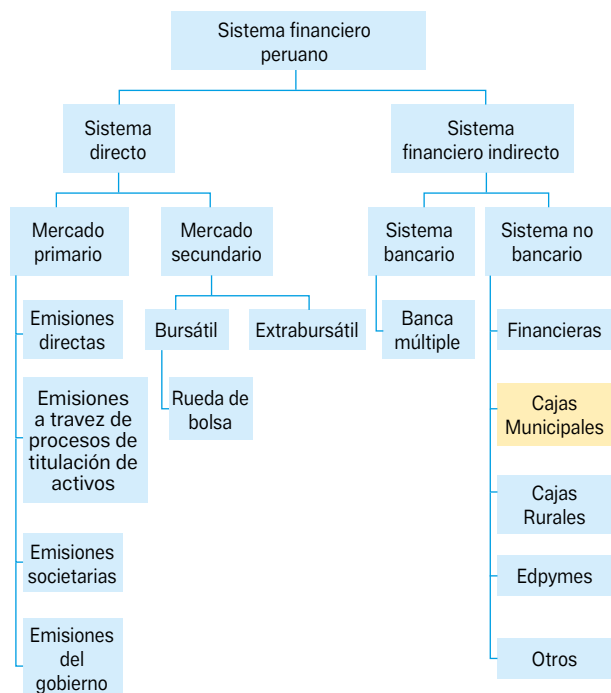 Sistema financiero
peruano
Sistema
directo
Sistema
financiero indirecto
Mercado
primario
Mercado
secundario
Sistema
bancario
Sistema no
bancario
Emisiones
directas
Bursátil
Extrabursátil
Banca
múltiple
Financieras
Emisiones
a travez de
procesos de
titulación de
activos
Rueda de
bolsa
Cajas
Municipales
Cajas
Rurales
Emisiones
societarias
Edpymes
Emisiones
del
gobierno
Otros